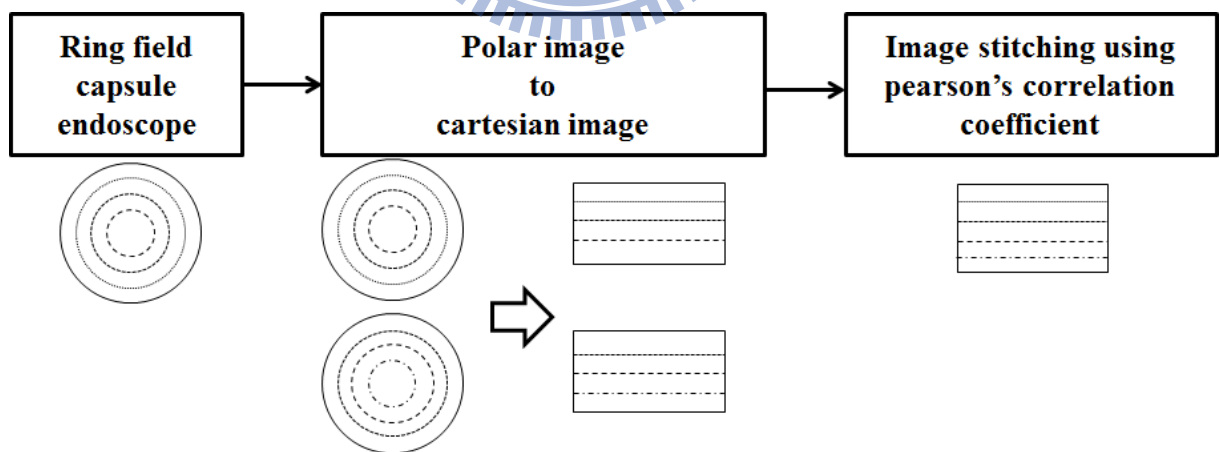 Ring field
capsule
endoscope
Polar image
to
cartesian image
Image stitching using
pearson's correlation
coefficient